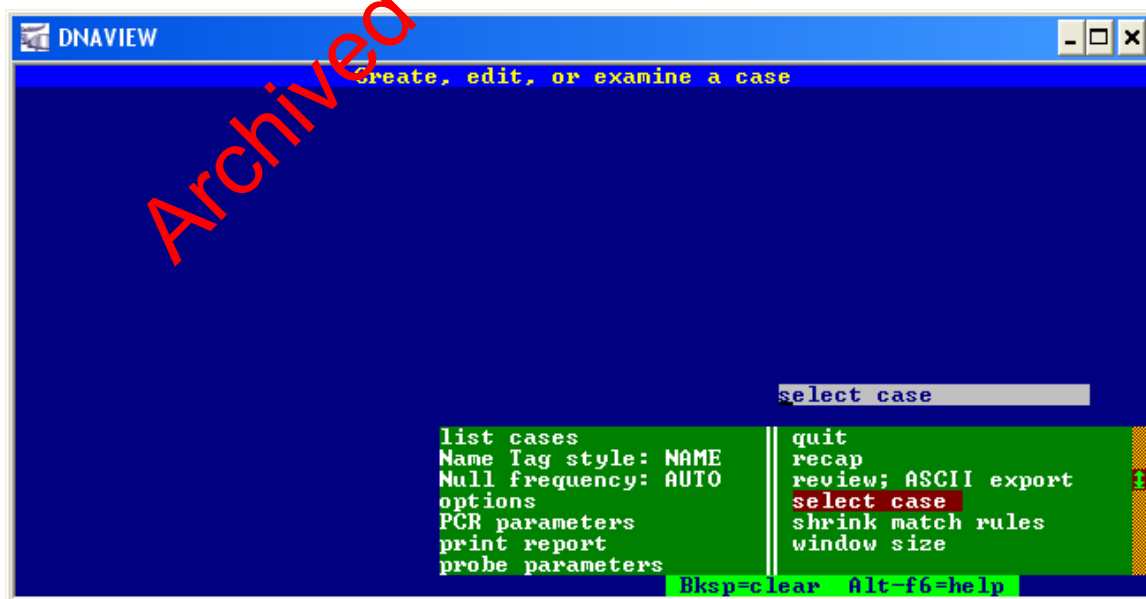 DNAVIEW
Create, edit, or examine a case
Archived
select case
list cases
Name Tag style: NAME
Null frequency: AUTO
options
PCR parameters
print report
probe parameters
quit
recap
review; ASCII export
select case
shrink match rules
window size
Bksp=clear Alt-f6=help